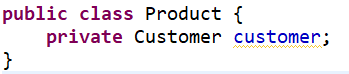 public class Product {
    private Customer customer;
}